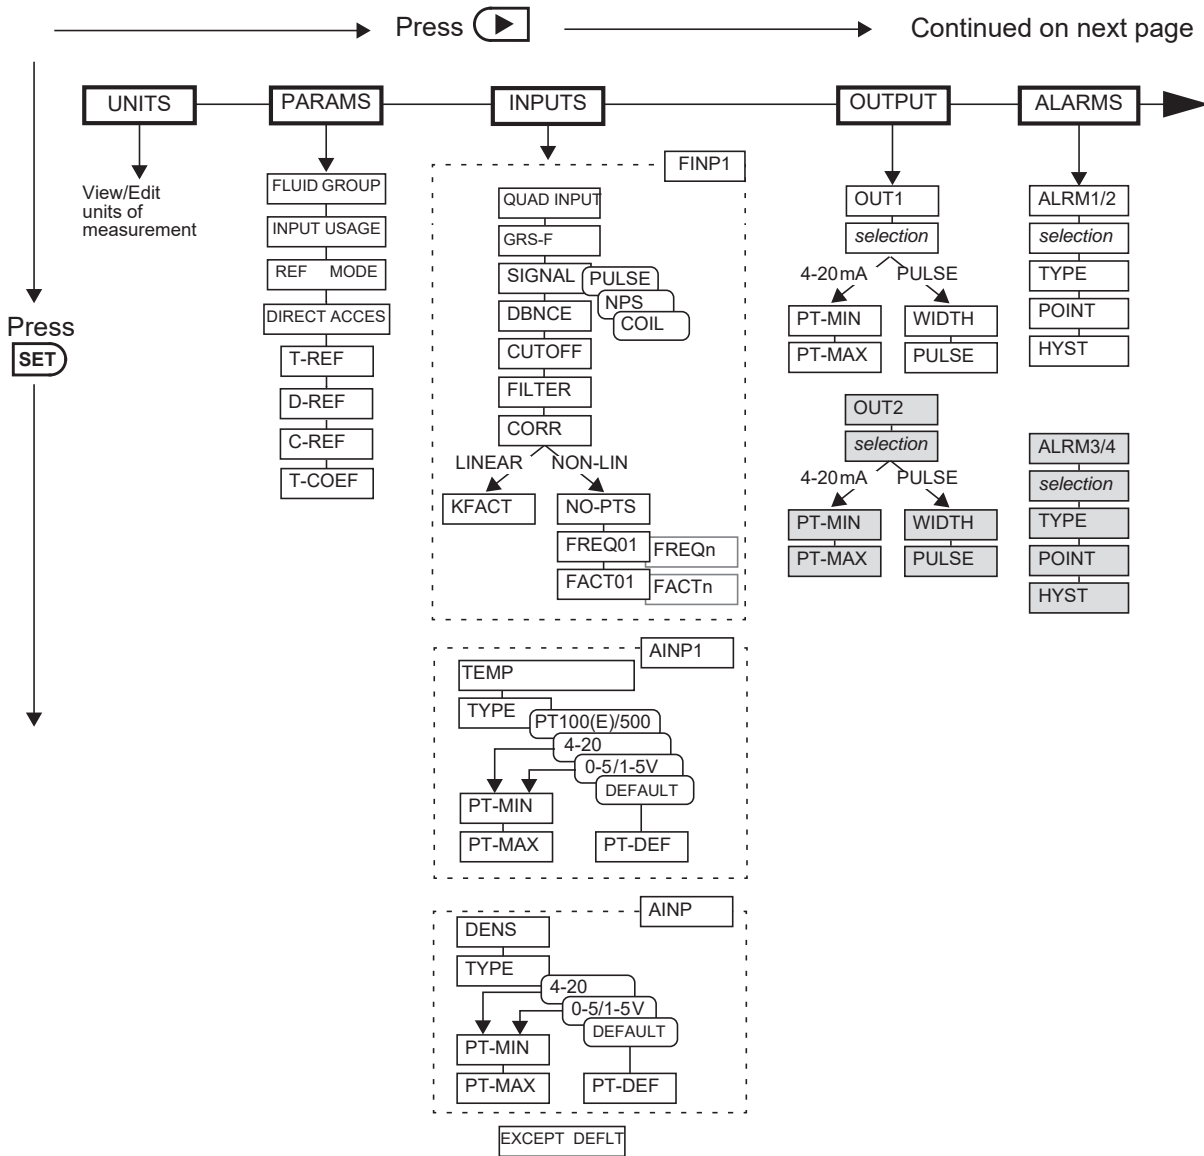 Press
Continued on next page
UNITS
PARAMS
INPUTS
OUTPUT
ALARMS
View/Edit
units of
measurement
Press
SET
FLUID GROUP
INPUT USAGE
REF MODE
DIRECT ACCES
T-REF
D-REF
C-REF
T-COEF
FINP1
QUAD INPUT
GRS-F
SIGNAL
PULSE
NPS
COIL
DBNCE
CUTOFF
FILTER
CORR
LINEAR
NON-LIN
KFACT
NO-PTS
FREQ01
FREQn
FACT01
FACTn
AINP1
TEMP
TYPE
PT100(E)/500
4-20
0-5/1-5V
DEFAULT
PT-MIN
PT-MAX
PT-DEF
AINP
DENS
TYPE
4-20
0-5/1-5V
DEFAULT
PT-MIN
PT-MAX
PT-DEF
EXCEPT DEFLT
OUT1
selection
4-20mA
PULSE
PT-MIN
WIDTH
PT-MAX
PULSE
OUT2
selection
4-20mA
PULSE
PT-MIN
WIDTH
PT-MAX
PULSE
ALRM1/2
selection
TYPE
POINT
HYST
ALRM3/4
selection
TYPE
POINT
HYST